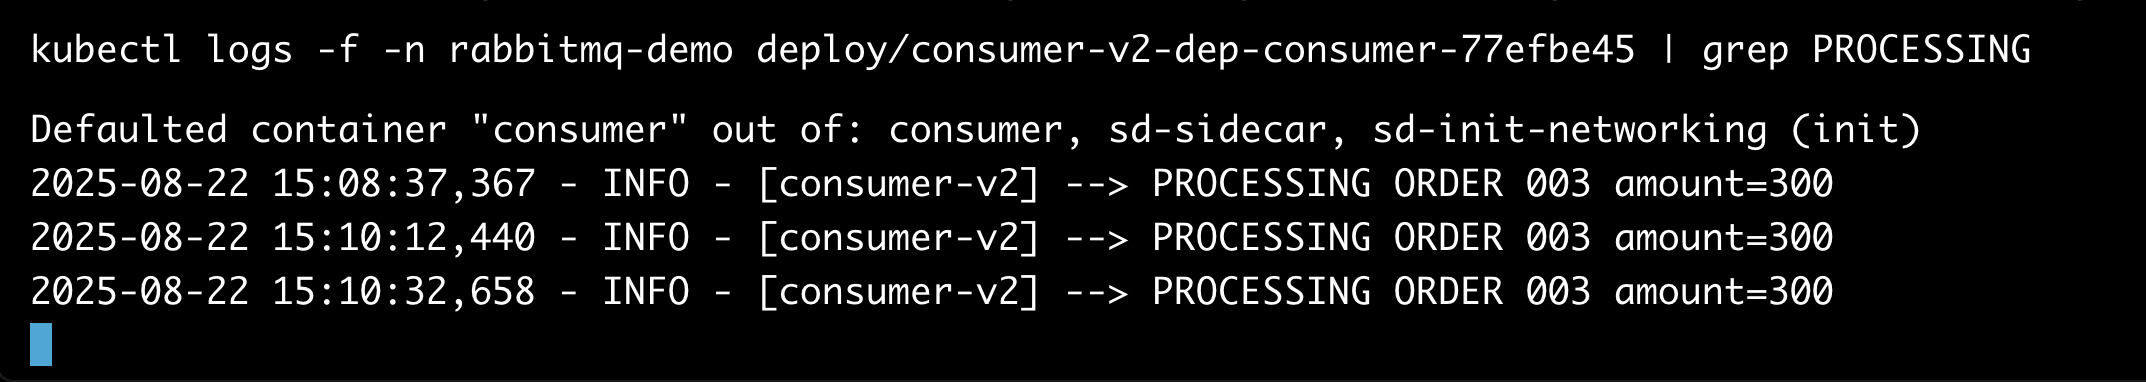 kubectl logs -f -n rabbitmq-demo deploy/consumer-v2-dep-consumer-77efbe45 | grep PROCESSING
Defaulted container "consumer" out of: consumer, sd-sidecar, sd-init-networking (init)
2025-08-22 15:08:37,367 - INFO - [consumer-v2] --> PROCESSING ORDER 003 amount=300
2025-08-22 15:10:12,440 - INFO - [consumer-v2] --> PROCESSING ORDER 003 amount=300
2025-08-22 15:10:32,658 - INFO - [consumer-v2] --> PROCESSING ORDER 003 amount=300